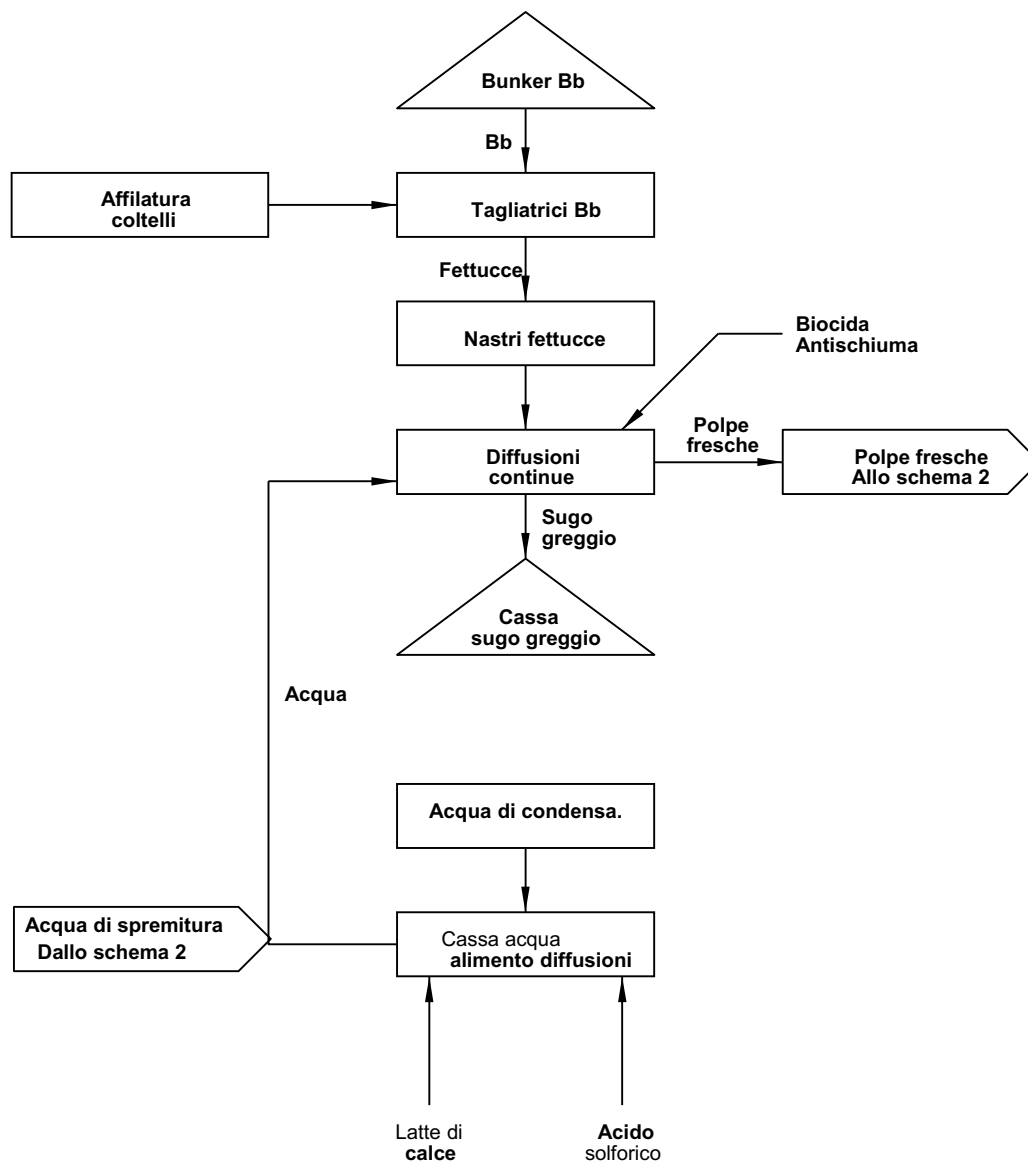 Bunker Bb
Bb
Affilatura
coltelli
Tagliatrici Bb
Fettucce
Nastri fettucce
Biocida
Antischiuma
Diffusioni
continue
Polpe
fresche
Polpe fresche
Allo schema 2
Sugo
greggio
Cassa
sugo greggio
Acqua
Acqua di condensa.
Acqua di spremitura
Dallo schema 2
Cassa acqua
alimento diffusioni
Latte di
calce
Acido
solforico